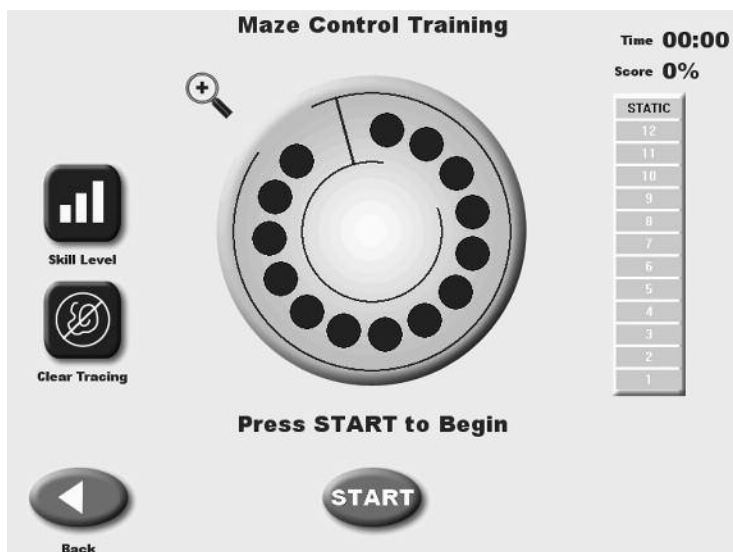 Maze Control Training
Time 00:00
Score 0%
STATIC
12
11
10
9
8
7
6
5
4
3
2
1
Skill Level
Clear Tracing
Press START to Begin
START
Back